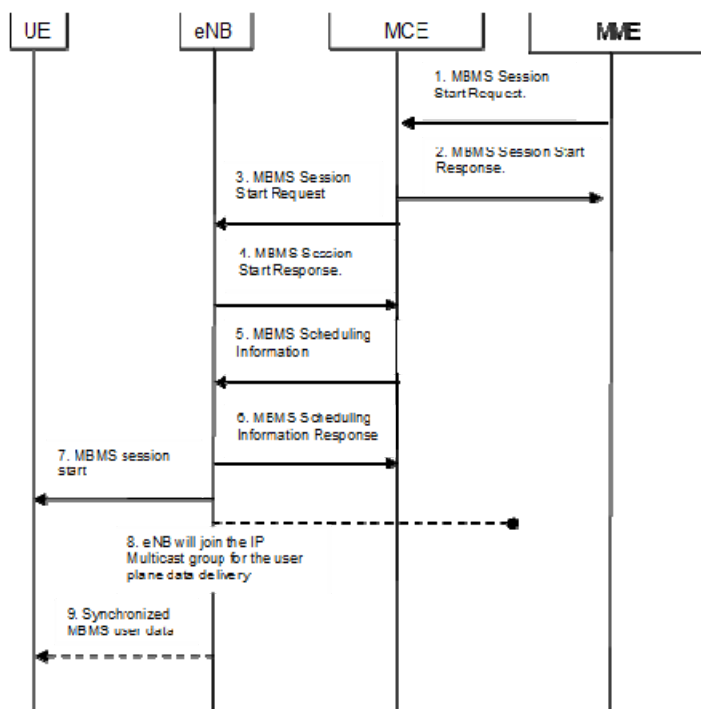 UE
eNB
MCE
MME
1. MBMS Session
Start Request.
2. MBMS Session Start
Response.
3. MBMS Session
Start Request
4. MBMS Session
Start Response.
5. MBMS Scheduling
Information
6. MBMS Scheduling
Information Response
7. MBMS session
start
8. eNB will join the IP
Multicast group for the user
plane data delivery
9. Synchronized
MBMS user data